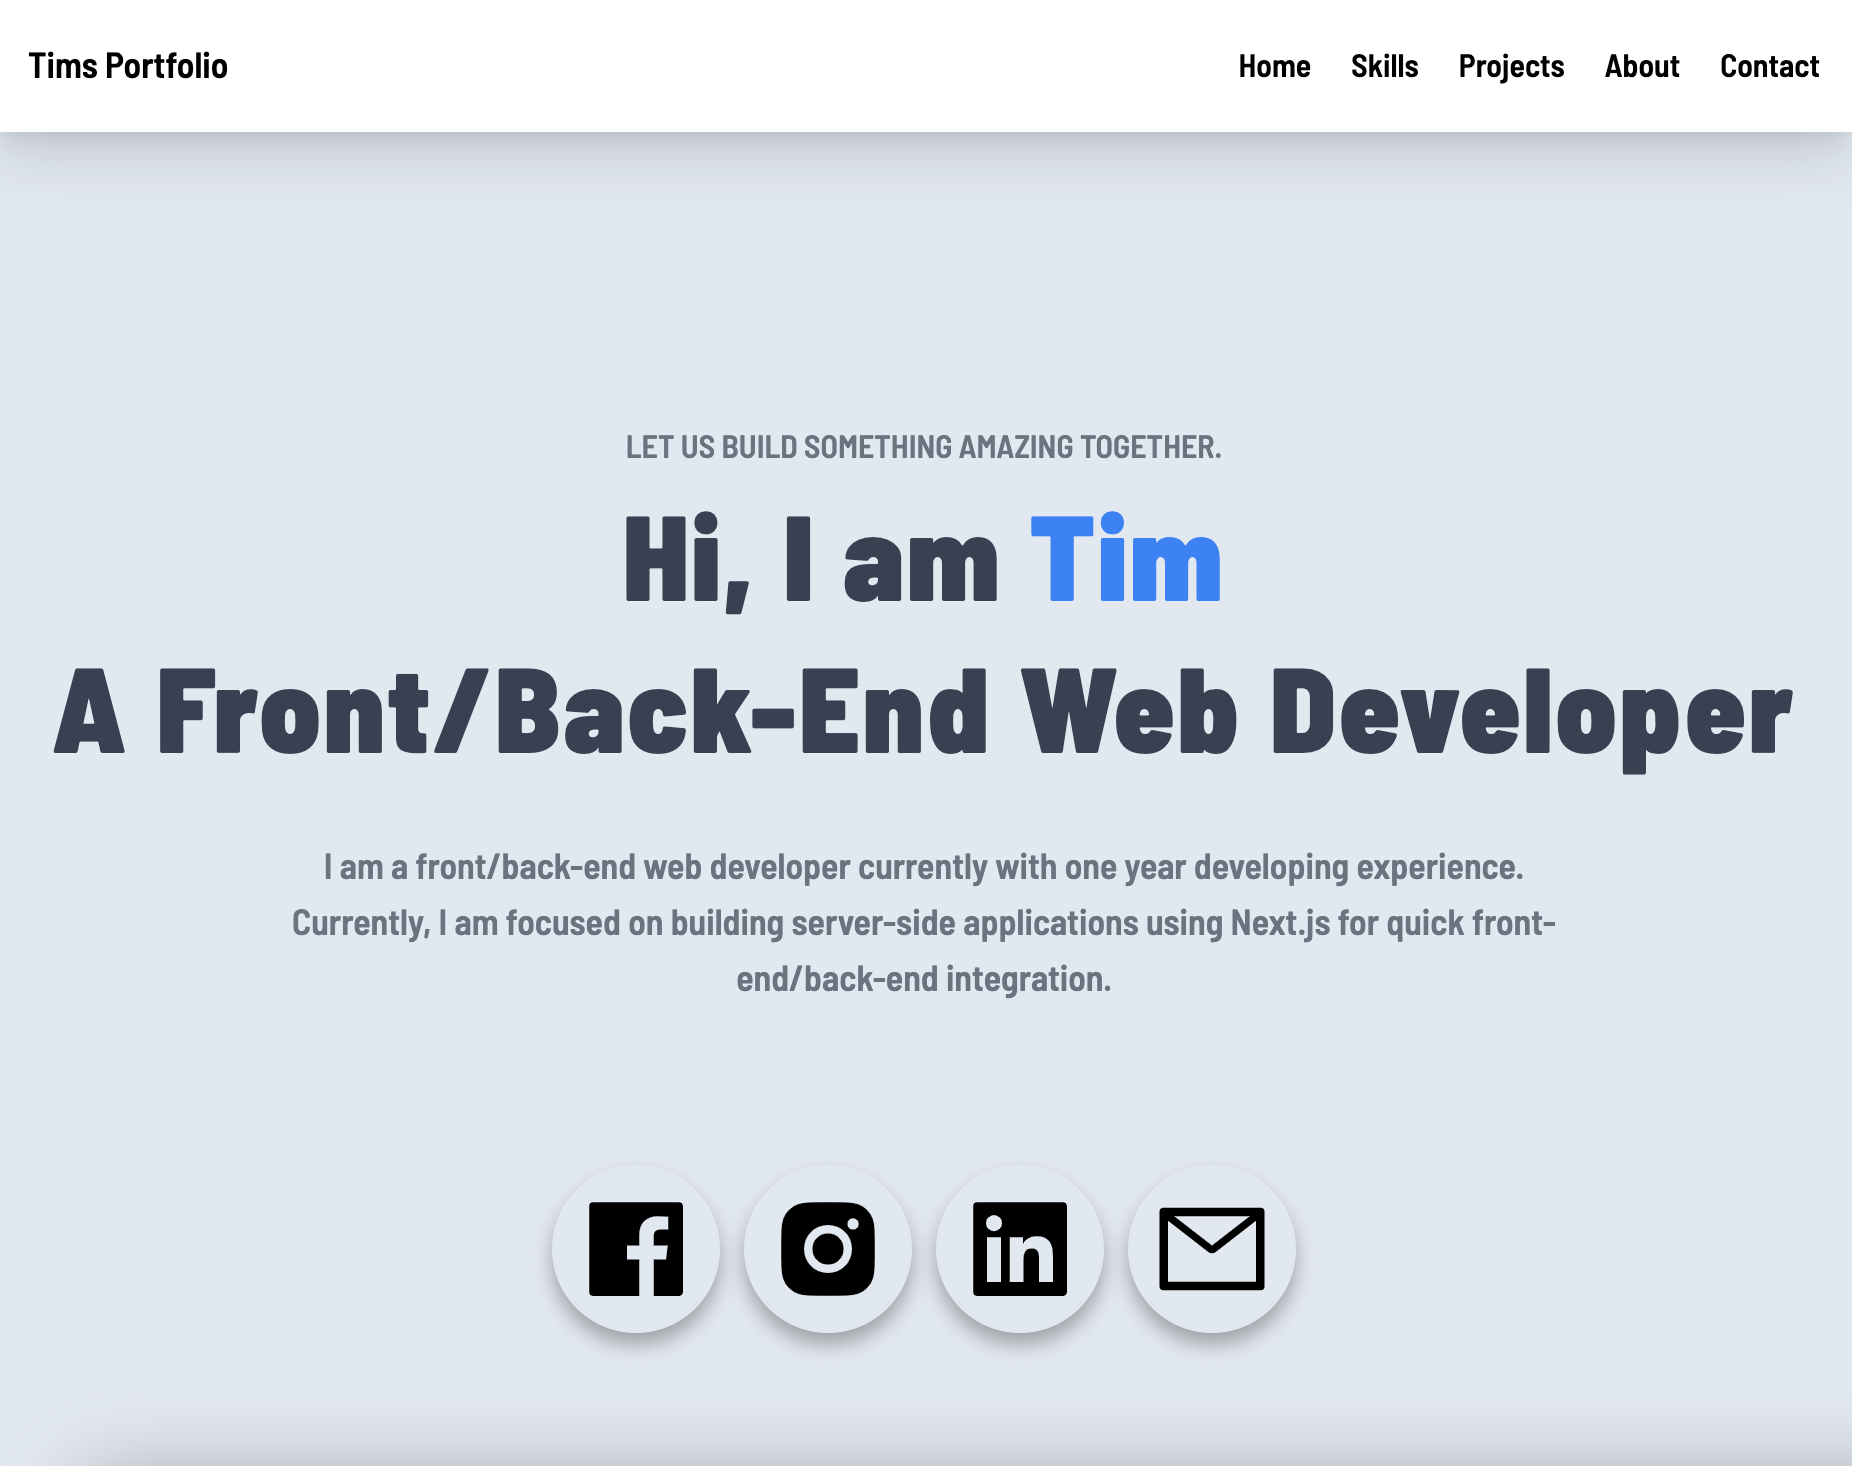 Tims Portfolio
Home Skills Projects About Contact
LET US BUILD SOMETHING AMAZING TOGETHER.
Hi, I am Tim
A Front/Back-End Web Developer
I am a front/back-end web developer currently with one year developing experience.
Currently, I am focused on building server-side applications using Next.js for quick front-
end/back-end integration.